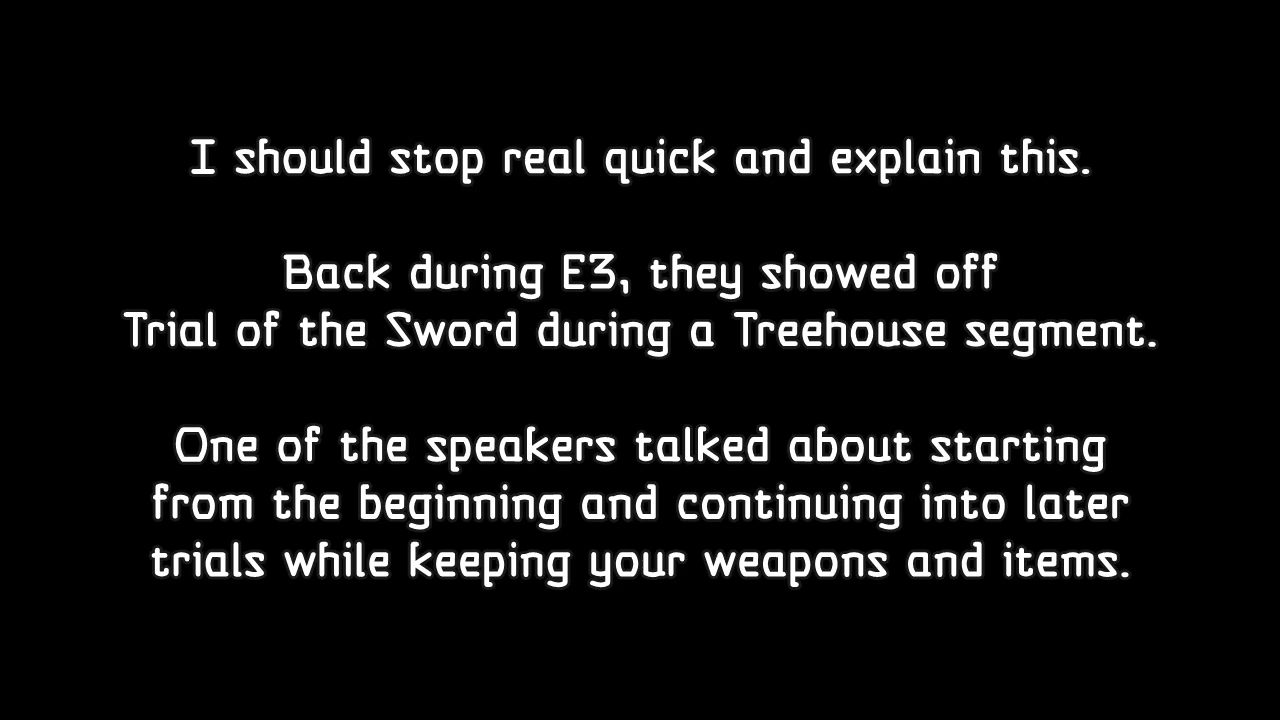 I should stop real quick and explain this.
Back during E3, they showed off
Trial of the Sword during a Treehouse segment.
One of the speakers talked about starting
from the beginning and continuing into later
trials while keeping your weapons and items.